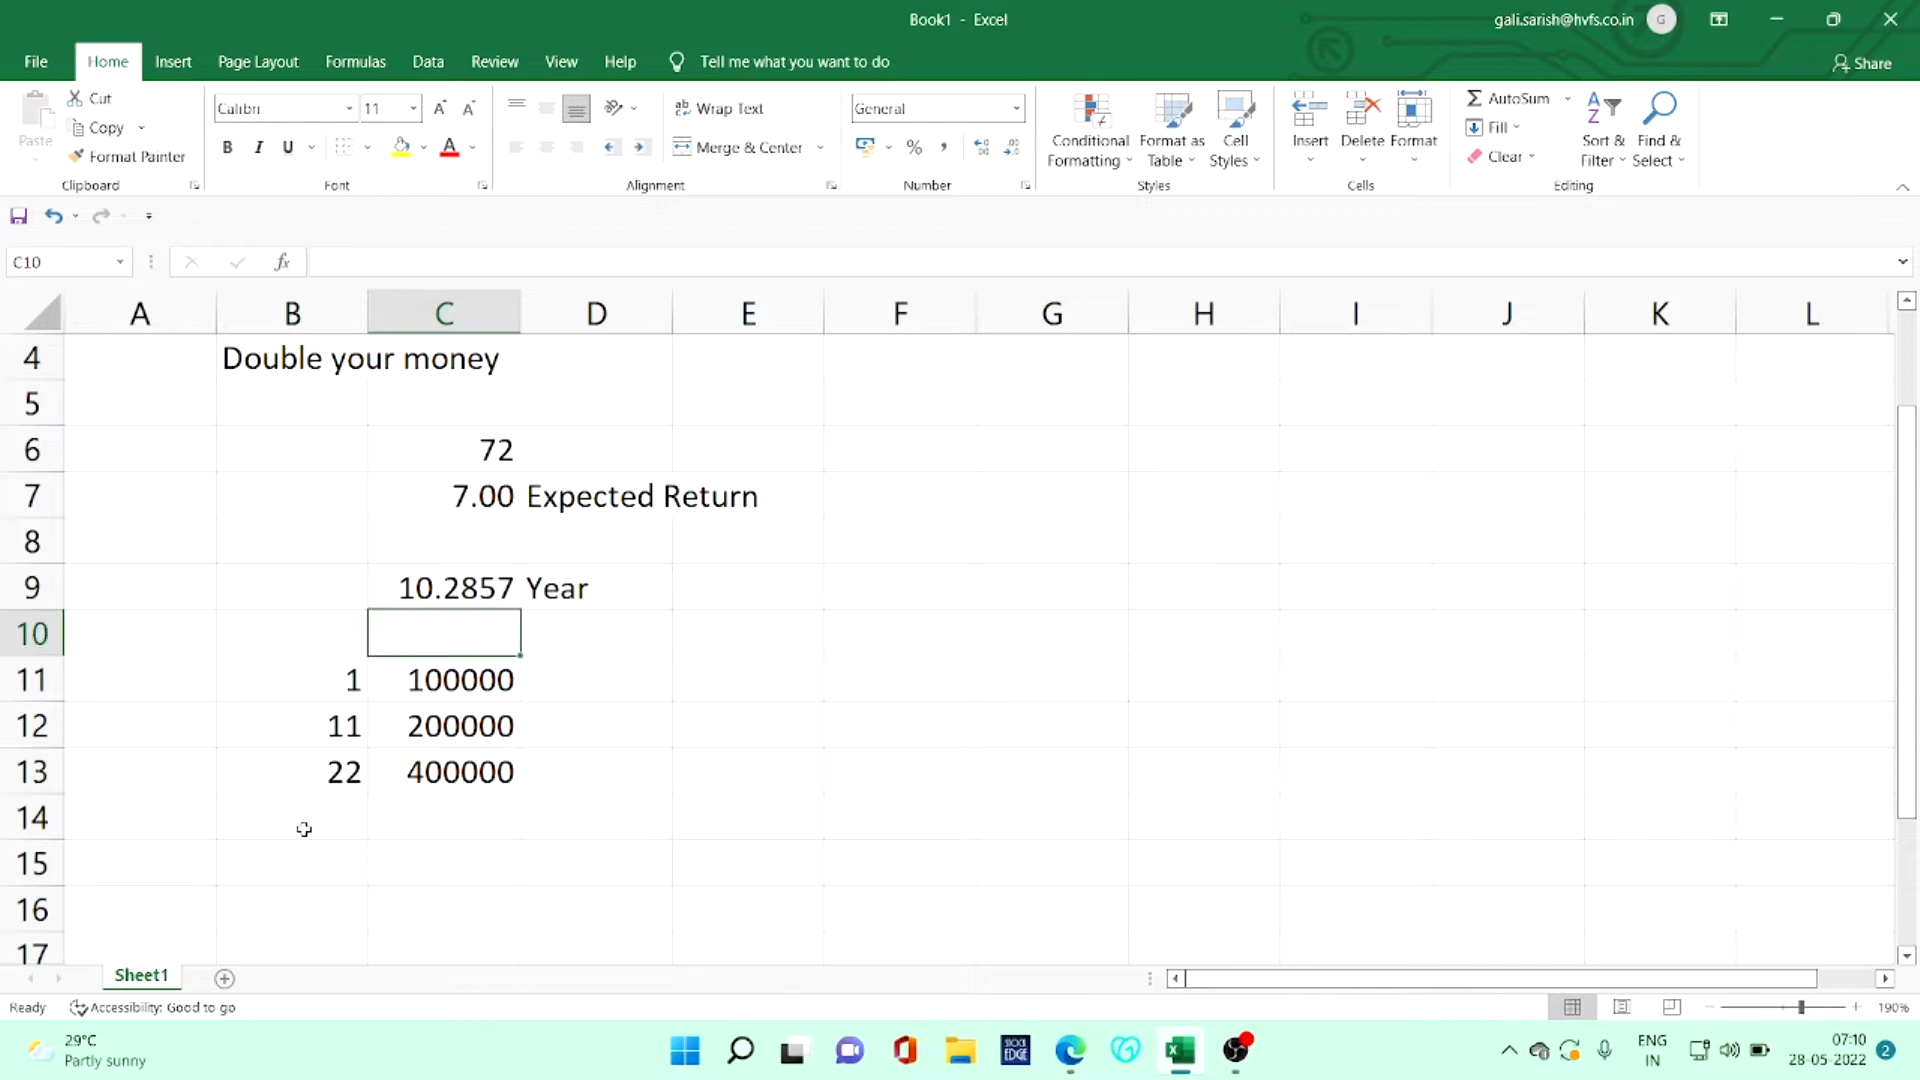 Book1 - Excel
gali.sarish@hvfs.co.in
G
File Home Insert Page Layout Formulas Data Review View Help Tell me what you want to do
Share
Paste
Cut
Copy
Format Painter
Clipboard
Calibri 11
B I U
Font
Wrap Text
Merge & Center
Alignment
General
%
Number
Conditional Formatting
Format as Table
Cell Styles
Styles
Insert Delete Format
Cells
AutoSum
Fill
Clear
Sort & Filter
Find & Select
Editing
C10
fx
A B C D E F G H I J K L
4 Double your money
5
6 72
7 7.00 Expected Return
8
9 10.2857 Year
10
11 1 100000
12 11 200000
13 22 400000
14
15
16
17
Sheet1
Ready
Accessibility: Good to go
190%
29°C
Partly sunny
STOCK EDGE
ENG
IN
07:10
28-05-2022
2